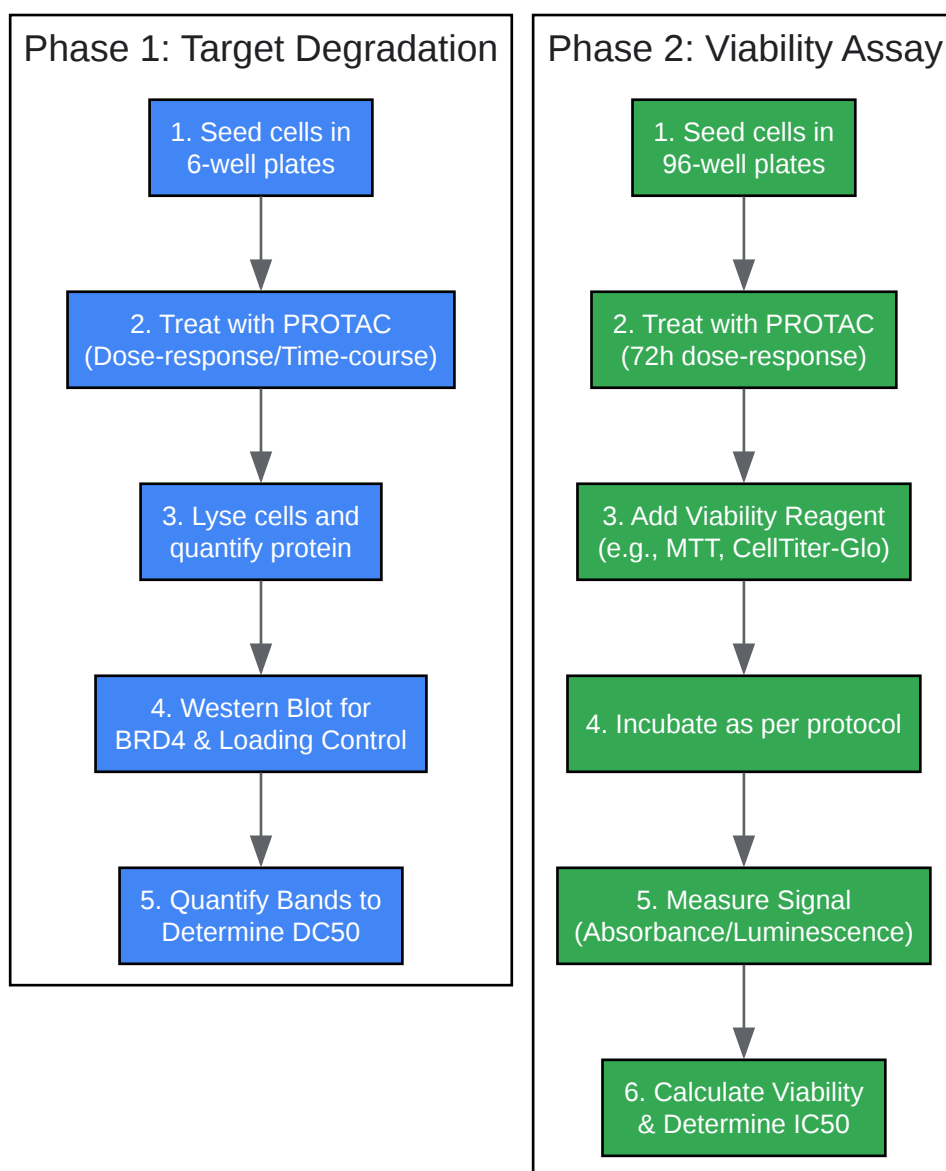 Phase 1: Target Degradation
1. Seed cells in
6-well plates
2. Treat with PROTAC
(Dose-response/Time-course)
3. Lyse cells and
quantify protein
4. Western Blot for
BRD4 & Loading Control
5. Quantify Bands to
Determine DC50
Phase 2: Viability Assay
1. Seed cells in
96-well plates
2. Treat with PROTAC
(72h dose-response)
3. Add Viability Reagent
(e.g., MTT, CellTiter-Glo)
4. Incubate as per protocol
5. Measure Signal
(Absorbance/Luminescence)
6. Calculate Viability
& Determine IC50